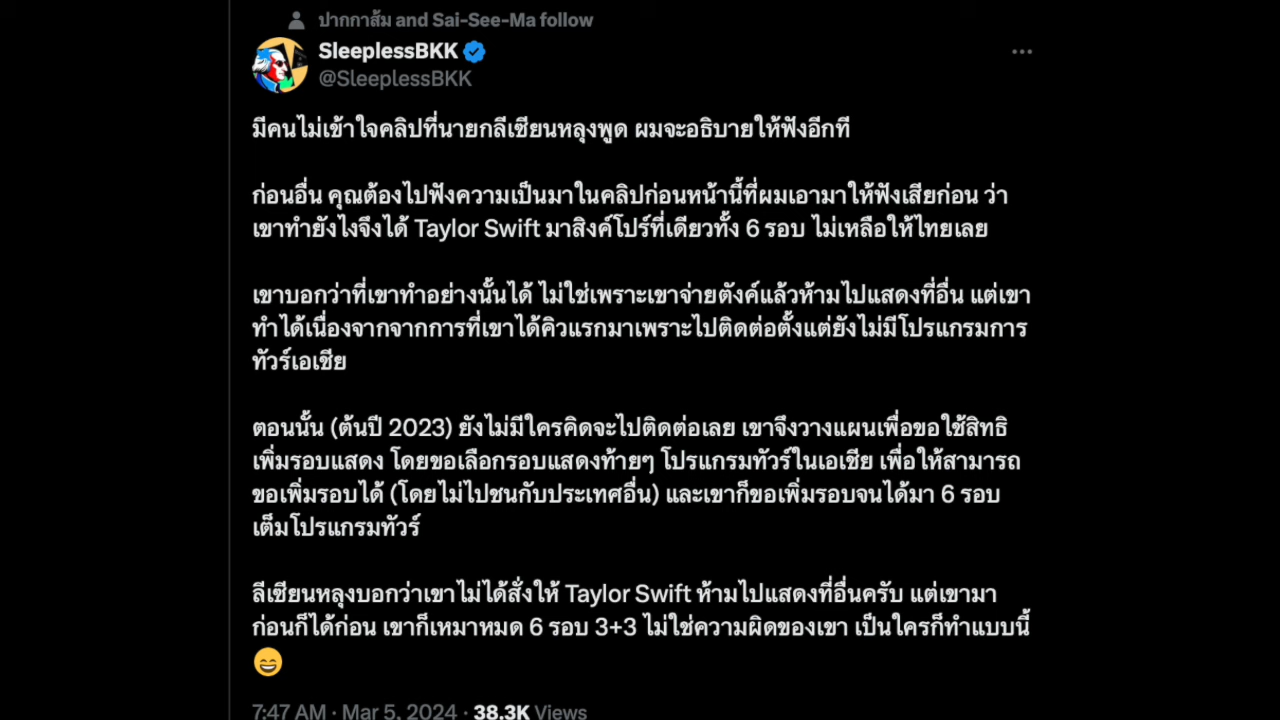 ปากกาส้ม and Sai-See-Ma follow
SleeplessBKK
@SleeplessBKK
มีคนไม่เข้าใจคลิปที่นายกลีเซียนหลุงพูด ผมจะอธิบายให้ฟังอีกที
ก่อนอื่น คุณต้องไปฟังความเป็นมาในคลิปก่อนหน้านี้ที่ผมเอามาให้ฟังเสียก่อน ว่า
เขาทำยังไงจึงได้ Taylor Swift มาสิงค์โปร์ที่เดียวทั้ง 6 รอบ ไม่เหลือให้ไทยเลย
เขาบอกว่าที่เขาทำอย่างนั้นได้ ไม่ใช่เพราะเขาจ่ายตังค์แล้วห้ามไปแสดงที่อื่น แต่เขา
ทำได้เนื่องจากจากการที่เขาได้คิวแรกมาเพราะไปติดต่อตั้งแต่ยังไม่มีโปรแกรมการ
ทัวร์เอเชีย
ตอนนั้น (ต้นปี 2023) ยังไม่มีใครคิดจะไปติดต่อเลย เขาจึงวางแผนเพื่อขอใช้สิทธิ
เพิ่มรอบแสดง โดยขอเลือกรอบแสดงท้ายๆ โปรแกรมทัวร์ในเอเชีย เพื่อให้สามารถ
ขอเพิ่มรอบได้ (โดยไม่ไปชนกับประเทศอื่น) และเขาก็ขอเพิ่มรอบจนได้มา 6 รอบ
เต็มโปรแกรมทัวร์
ลีเซียนหลุงบอกว่าเขาไม่ได้สั่งให้ Taylor Swift ห้ามไปแสดงที่อื่นครับ แต่เขามา
ก่อนก็ได้ก่อน เขาก็เหมาหมด 6 รอบ 3+3 ไม่ใช่ความผิดของเขา เป็นใครก็ทำแบบนี้
😄
7:47 AM · Mar 5, 2024 · 38.3K Views